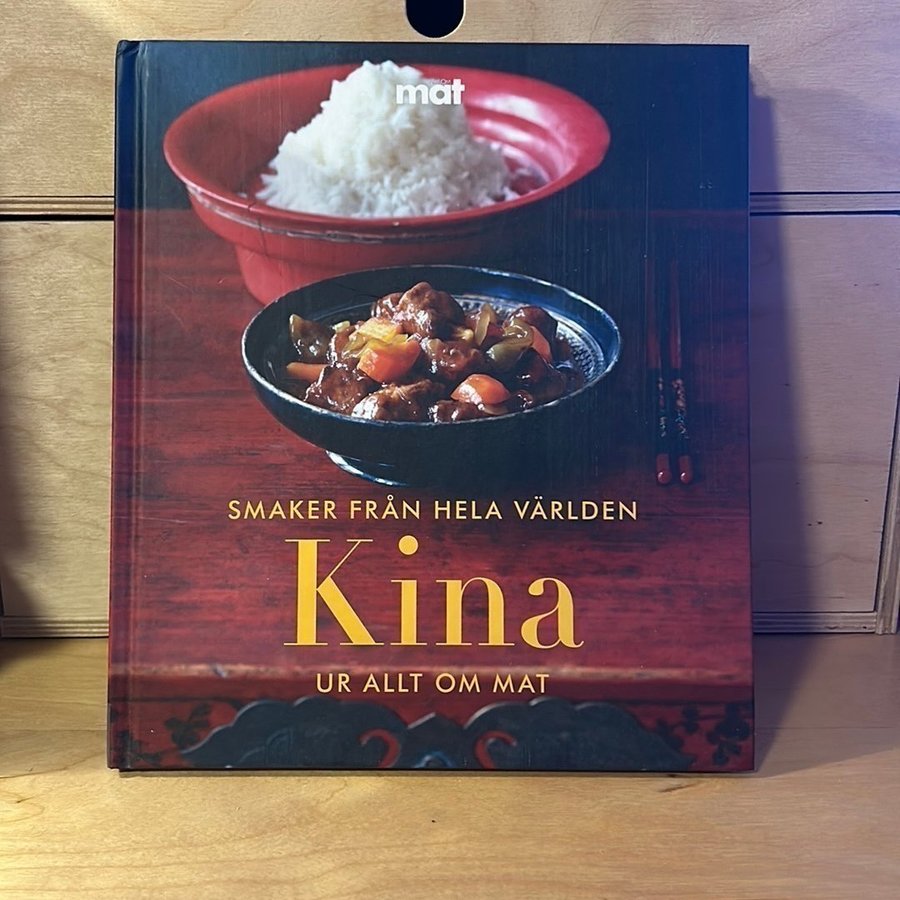 mat
SMAKER FRÅN HELA VÄRLDEN
Kina
UR ALLT OM MAT